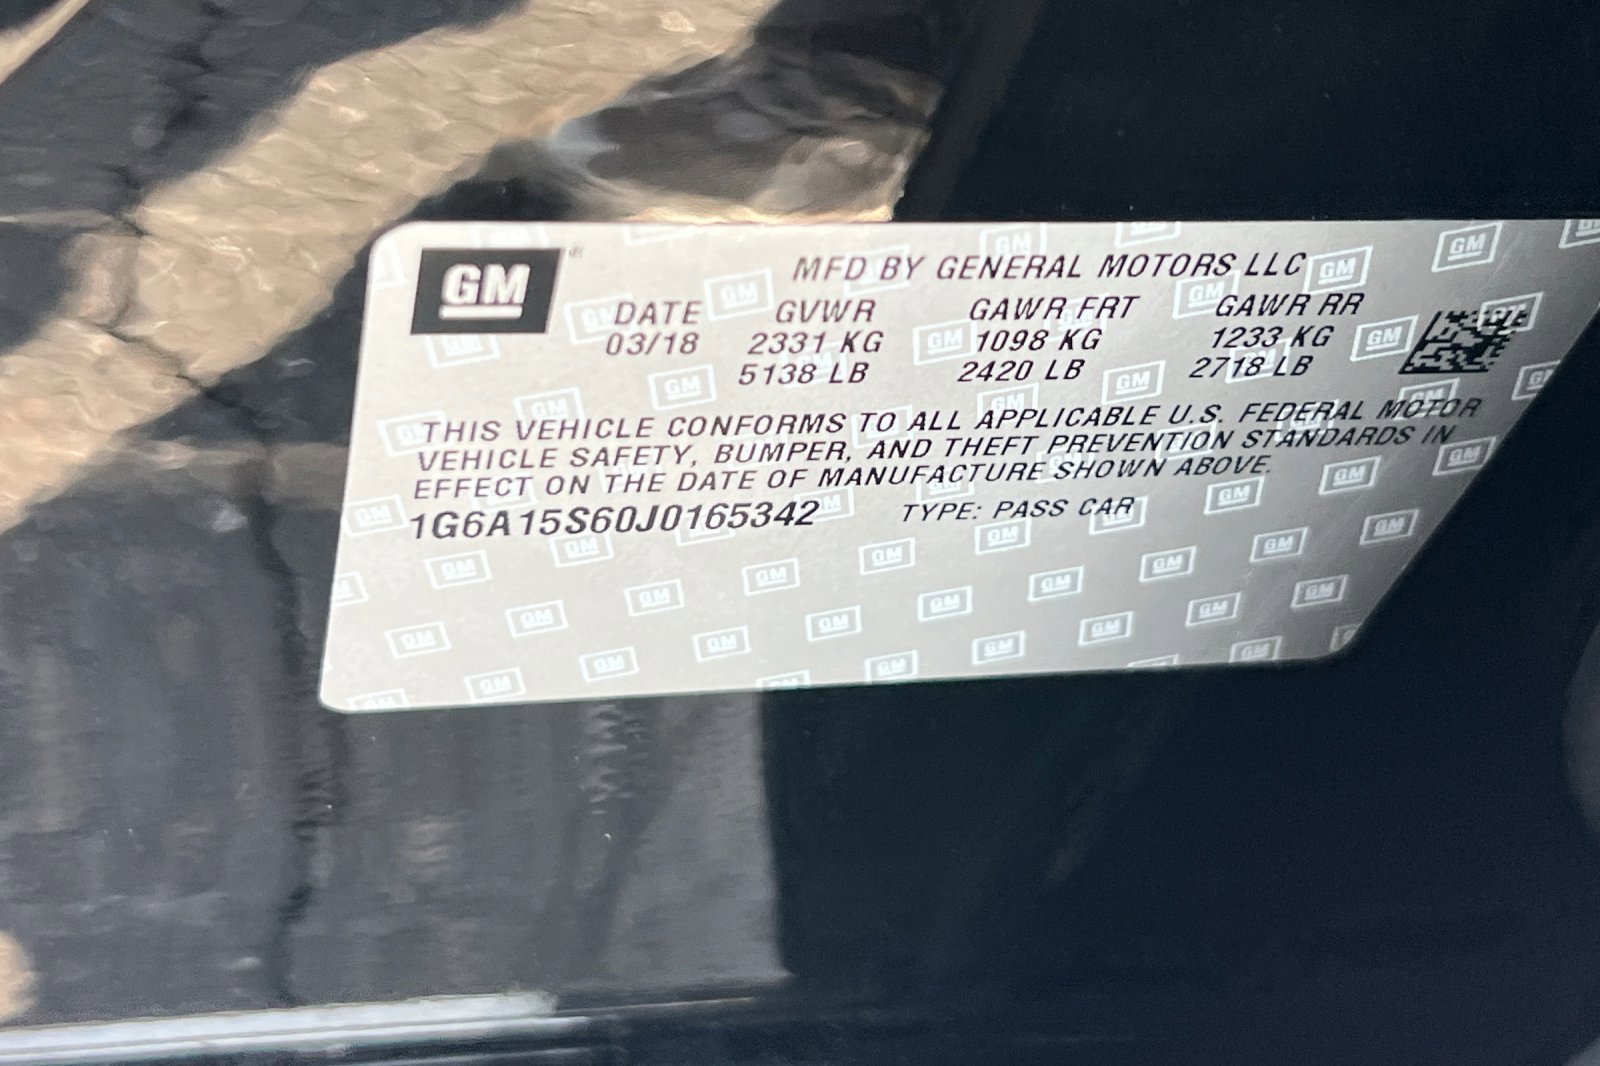 GM MFD BY GENERAL MOTORS LLC
DATE GVWR GAWR FRT GAWR RR
03/18 2331 KG 1098 KG 1233 KG
5138 LB 2420 LB 2718 LB
THIS VEHICLE CONFORMS TO ALL APPLICABLE U.S. FEDERAL MOTOR
VEHICLE SAFETY, BUMPER, AND THEFT PREVENTION STANDARDS IN
EFFECT ON THE DATE OF MANUFACTURE SHOWN ABOVE.
1G6A15S60J0165342 TYPE: PASS CAR